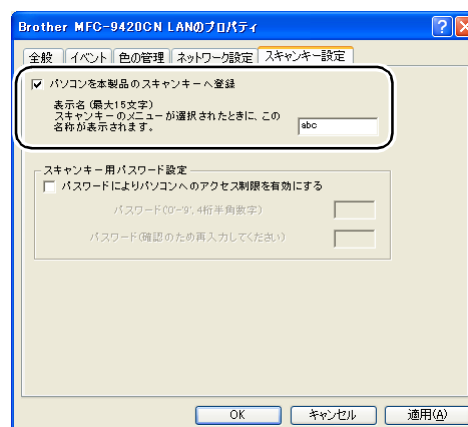 Brother MFC-9420CN LANのプロパティ
全般 イベント 色の管理 ネットワーク設定 スキャンキー設定
パソコンを本製品のスキャンキーへ登録
表示名(最大15文字)
スキャンキーのメニューが選択されたときに、この
名称が表示されます。
abc
スキャンキー用パスワード設定
パスワードによりパソコンへのアクセス制限を有効にする
パスワード('0'-'9', 4桁半角数字)
パスワード(確認のため再入力してください)
OK キャンセル 適用(A)